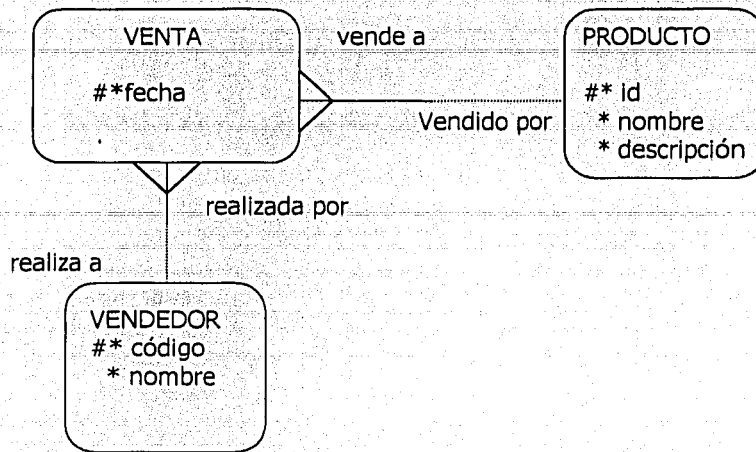 VENTA
#*fecha
vende a
Vendido por
PRODUCTO
#* id
* nombre
* descripción
realizada por
realiza a
VENDEDOR
#* código
* nombre